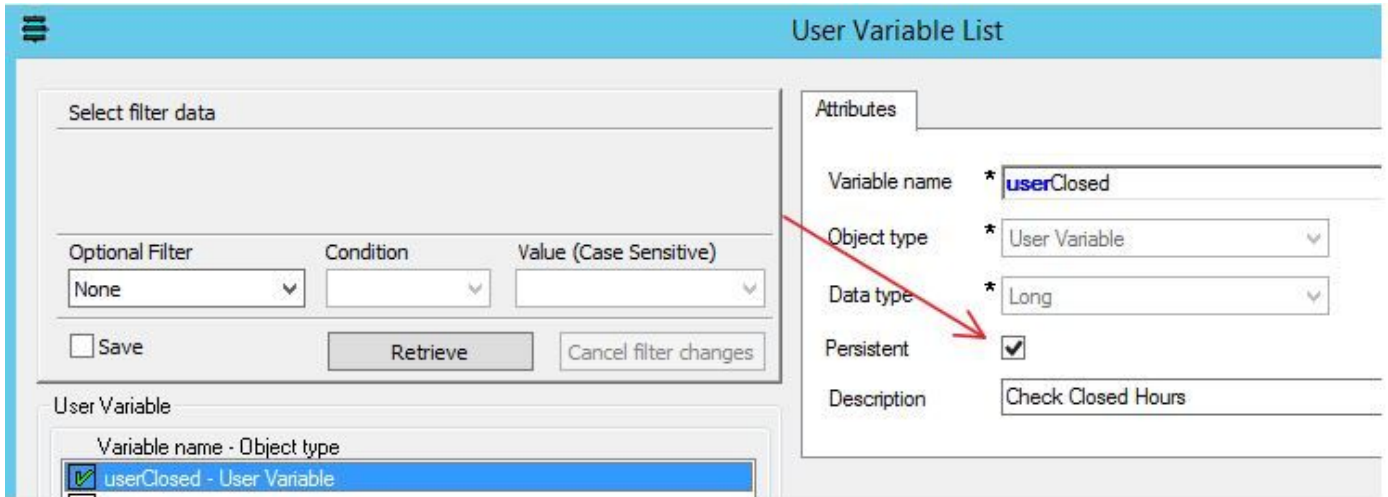 User Variable List
Select filter data
Optional Filter Condition Value (Case Sensitive)
None
Save Retrieve Cancel filter changes
User Variable
Variable name - Object type
userClosed - User Variable
Attributes
Variable name * userClosed
Object type * User Variable
Data type * Long
Persistent
Description Check Closed Hours